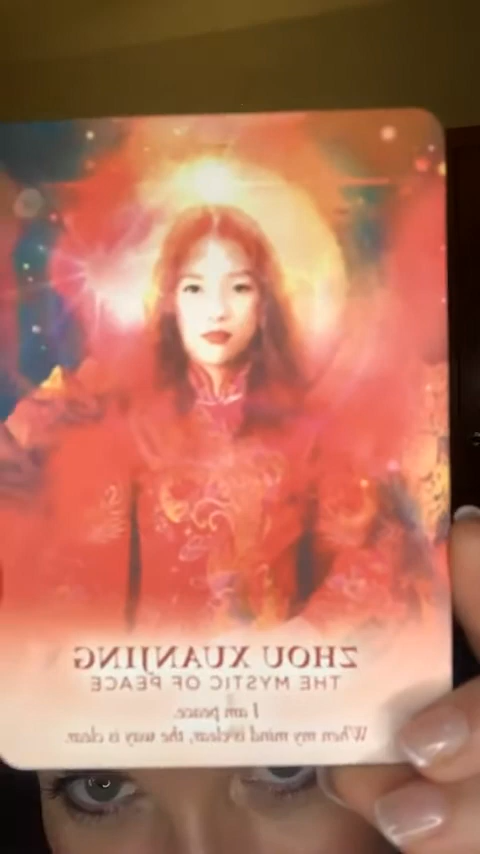 ZHOU XUANJING
THE MYSTIC OF PEACE
I am peace.
When my mind is clear, the way is clear.